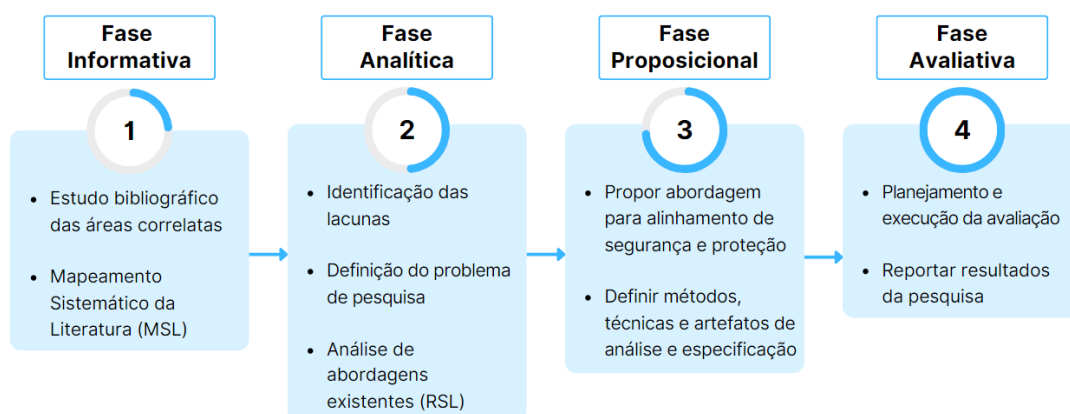 Fase
Informativa
1
• Estudo bibliográfico
das áreas correlatas
• Mapeamento
Sistemático da
Literatura (MSL)
Fase
Analítica
2
• Identificação das
lacunas
• Definição do problema
de pesquisa
• Análise de
abordagens
existentes (RSL)
Fase
Proposicional
3
• Propor abordagem
para alinhamento de
segurança e proteção
• Definir métodos,
técnicas e artefatos de
análise e especificação
Fase
Avaliativa
4
• Planejamento e
execução da avaliação
• Reportar resultados
da pesquisa